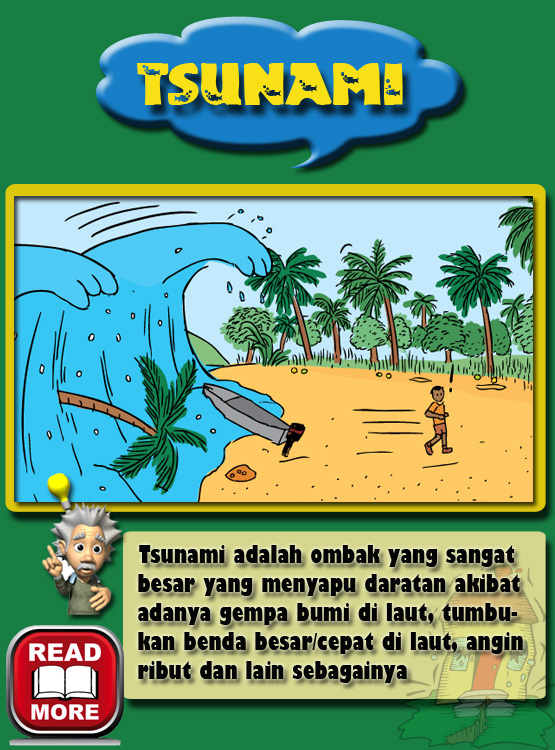 TSUNAMI
Tsunami adalah ombak yang sangat
besar yang menyapu daratan akibat
adanya gempa bumi di laut, tumbu-
kan benda besar/cepat di laut, angin
ribut dan lain sebagainya
READ
MORE